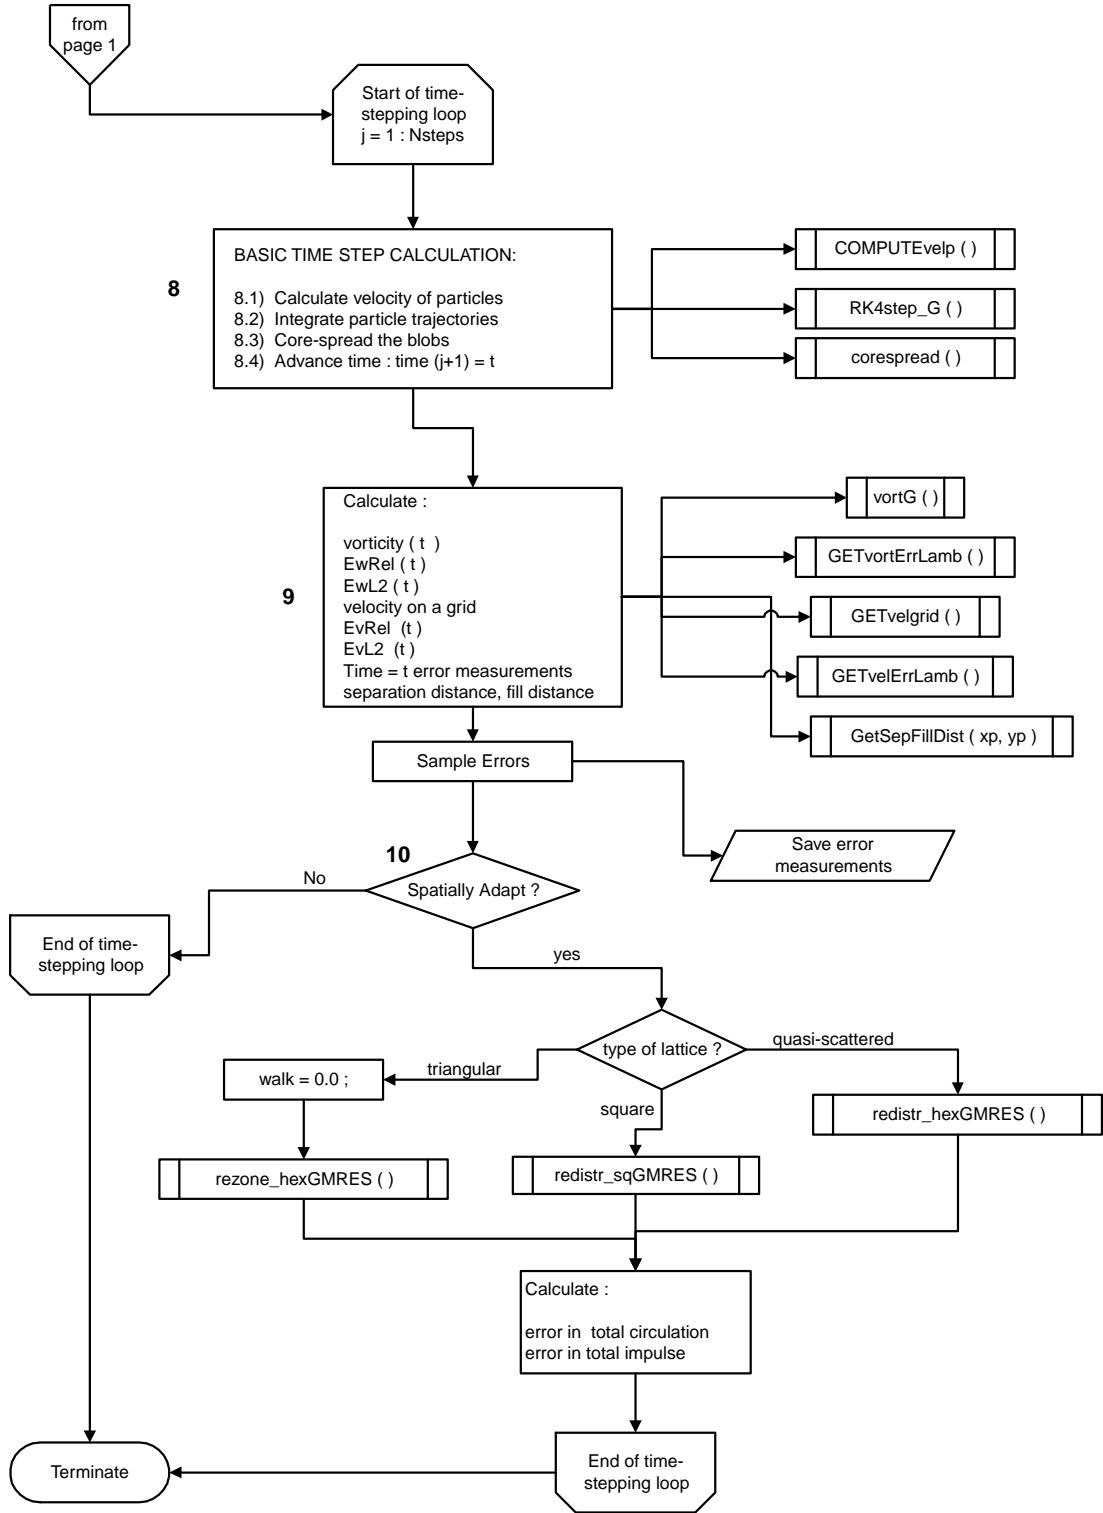 from
page 1
Start of time-
stepping loop
j = 1 : Nsteps
8
BASIC TIME STEP CALCULATION:
8.1) Calculate velocity of particles
8.2) Integrate particle trajectories
8.3) Core-spread the blobs
8.4) Advance time : time (j+1) = t
COMPUTEvelp ( )
RK4step_G ( )
corespread ( )
9
Calculate :
vorticity ( t )
EwRel ( t )
EwL2 ( t )
velocity on a grid
EvRel (t )
EvL2 (t )
Time = t error measurements
separation distance, fill distance
vortG ( )
GETvortErrLamb ( )
GETvelgrid ( )
GETvelErrLamb ( )
GetSepFillDist ( xp, yp )
Sample Errors
Save error
measurements
10
Spatially Adapt ?
No
yes
End of time-
stepping loop
type of lattice ?
triangular
square
quasi-scattered
walk = 0.0 ;
rezone_hexGMRES ( )
redistr_sqGMRES ( )
redistr_hexGMRES ( )
Calculate :
error in total circulation
error in total impulse
End of time-
stepping loop
Terminate